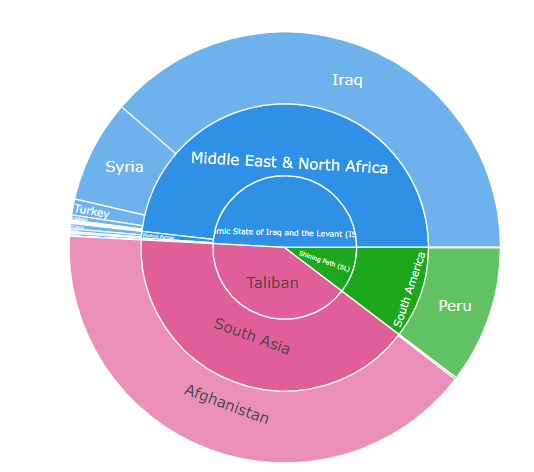 Iraq
Syria
Middle East & North Africa
Turkey
mic State of Iraq and the Levant (IS
Shining Path (SL)
South America
Peru
Taliban
South Asia
Afghanistan